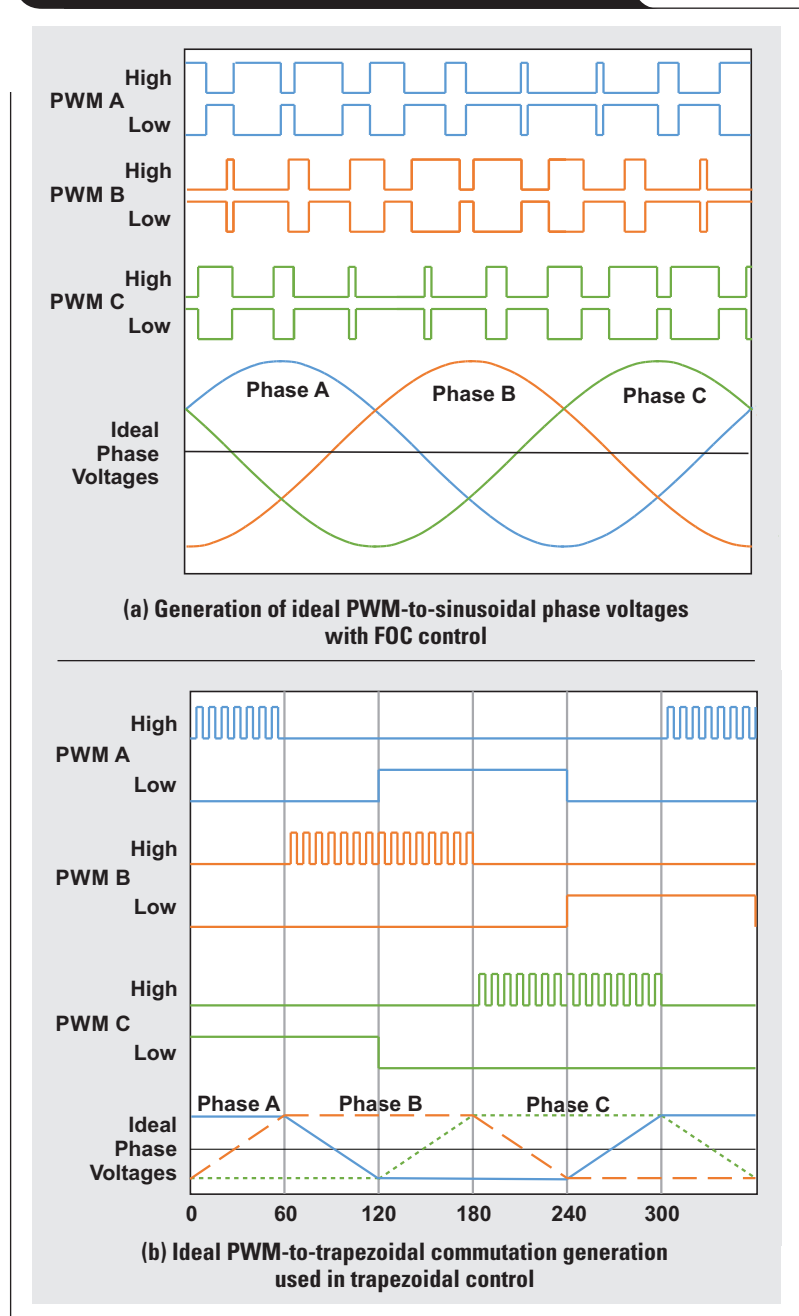 High
PWM A
Low
High
PWM B
Low
High
PWM C
Low
Phase A Phase B Phase C
Ideal
Phase
Voltages
(a) Generation of ideal PWM-to-sinusoidal phase voltages
with FOC control
High
PWM A
Low
High
PWM B
Low
High
PWM C
Low
Phase A Phase B Phase C
Ideal
Phase
Voltages
0 60 120 180 240 300
(b) Ideal PWM-to-trapezoidal commutation generation
used in trapezoidal control